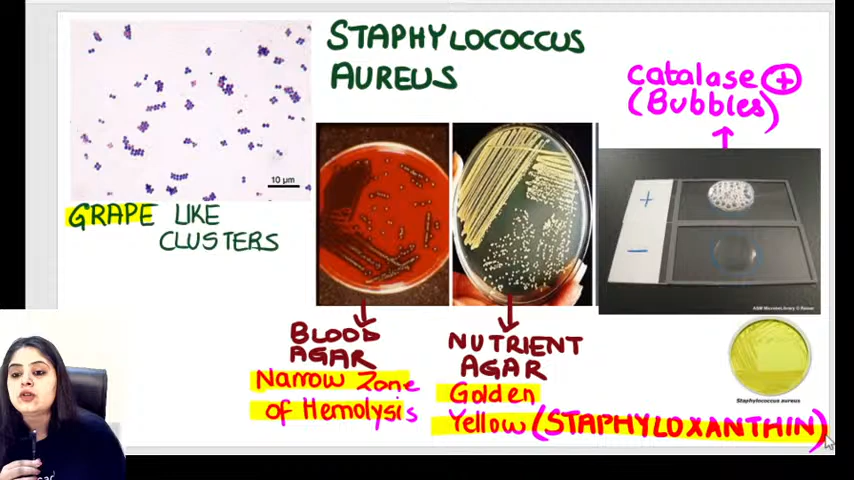 STAPHYLOCOCCUS
AUREUS
catalase +
(Bubbles)
10 µm
GRAPE LIKE
CLUSTERS
+
−
BLOOD
AGAR
Narrow Zone
of Hemolysis
NUTRIENT
AGAR
Golden
Yellow (STAPHYLOXANTHIN)
Staphylococcus aureus